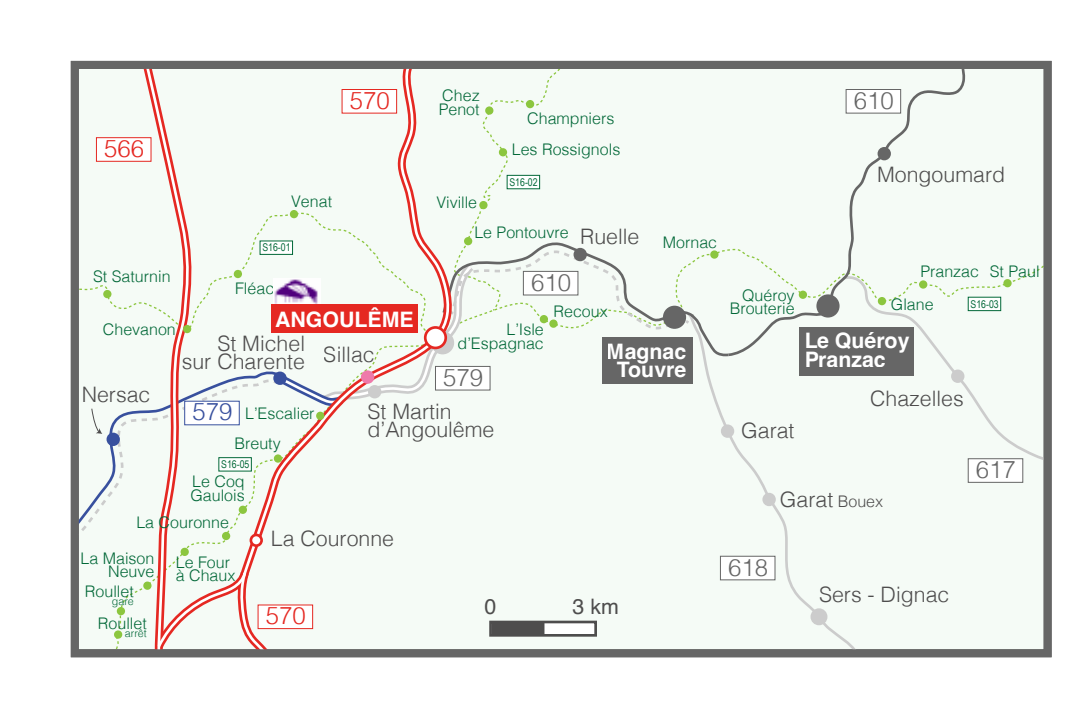 570
Chez
Penot
Champniers
610
566
Les Rossignols
Mongoumard
S16-02
Venat
Viville
S16-01
Le Pontouvre
Ruelle
Mornac
St Saturnin
Fléac
610
Pranzac
St Paul
Quéroy
Brouterie
Glane
S16-03
ANGOULÊME
Chevanon
Recoux
L'Isle
d'Espagnac
St Michel
sur Charente
Sillac
Magnac
Touvre
Le Quéroy
Pranzac
579
Nersac
579
L'Escalier
St Martin
d'Angoulême
Chazelles
Garat
Breuty
S16-05
617
Le Coq
Gaulois
Garat Bouex
La Couronne
La Couronne
La Maison
Neuve
Le Four
à Chaux
618
Roullet
gare
Sers - Dignac
0
3 km
570
Roullet
arrêt